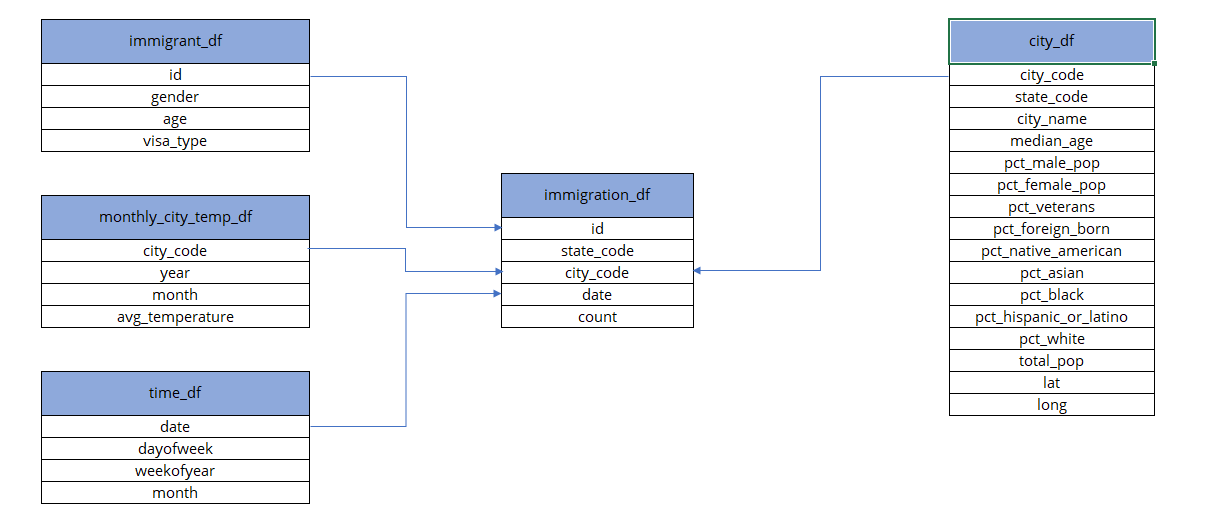 immigrant_df
id
gender
age
visa_type
monthly_city_temp_df
city_code
year
month
avg_temperature
time_df
date
dayofweek
weekofyear
month
immigration_df
id
state_code
city_code
date
count
city_df
city_code
state_code
city_name
median_age
pct_male_pop
pct_female_pop
pct_veterans
pct_foreign_born
pct_native_american
pct_asian
pct_black
pct_hispanic_or_latino
pct_white
total_pop
lat
long